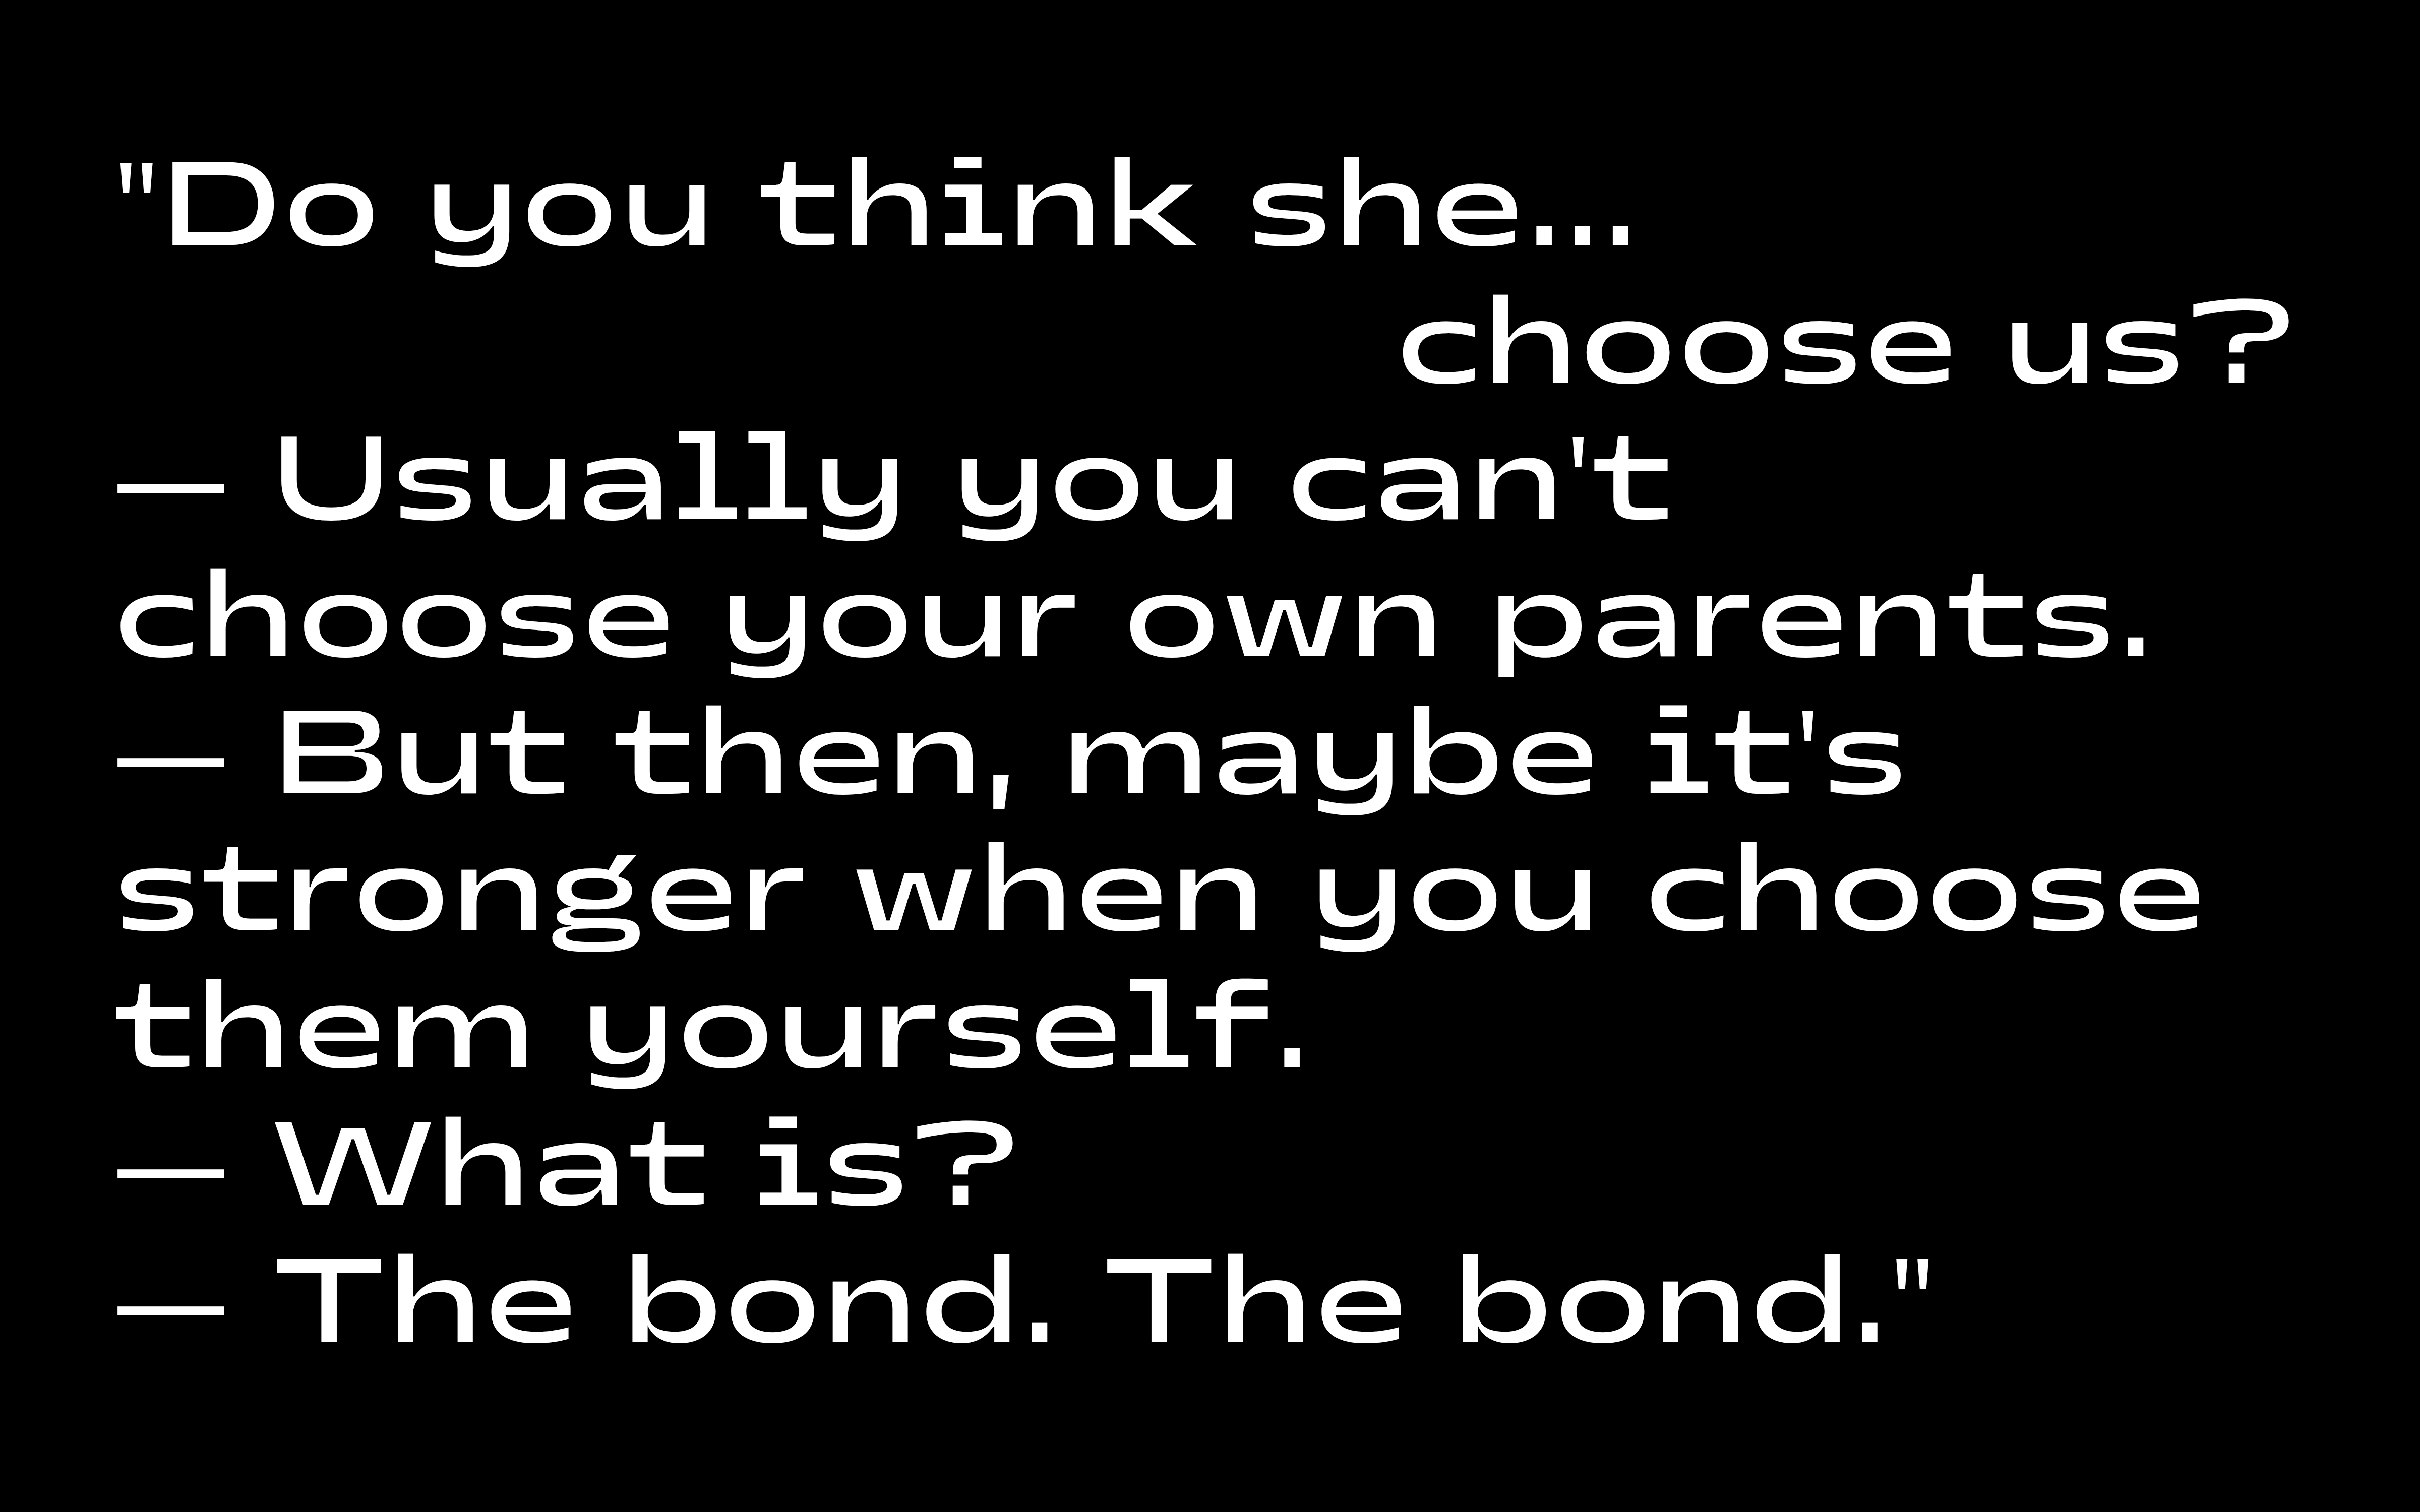 "Do you think she...
choose us?
— Usually you can't
choose your own parents.
— But then, maybe it's
stronger when you choose
them yourself.
— What is?
— The bond. The bond."